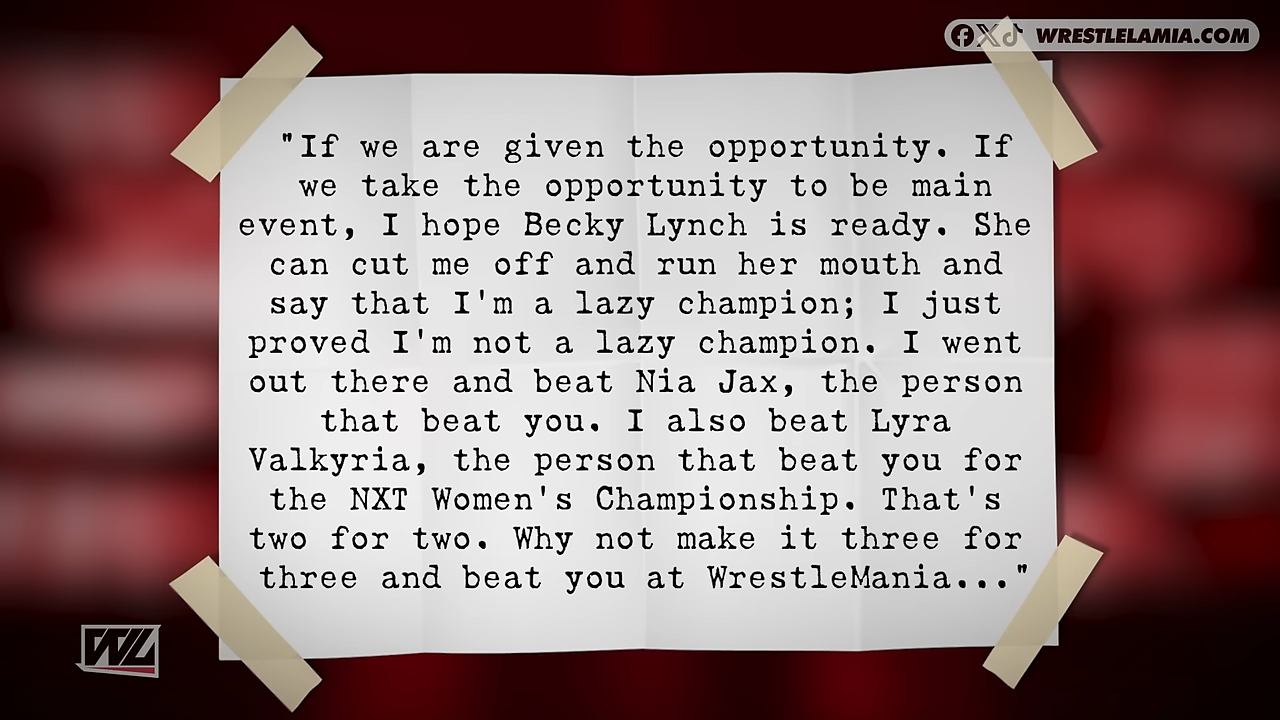 WRESTLELAMIA.COM
"If we are given the opportunity. If
we take the opportunity to be main
event, I hope Becky Lynch is ready. She
can cut me off and run her mouth and
say that I'm a lazy champion; I just
proved I'm not a lazy champion. I went
out there and beat Nia Jax, the person
that beat you. I also beat Lyra
Valkyria, the person that beat you for
the NXT Women's Championship. That's
two for two. Why not make it three for
three and beat you at WrestleMania..."
WL